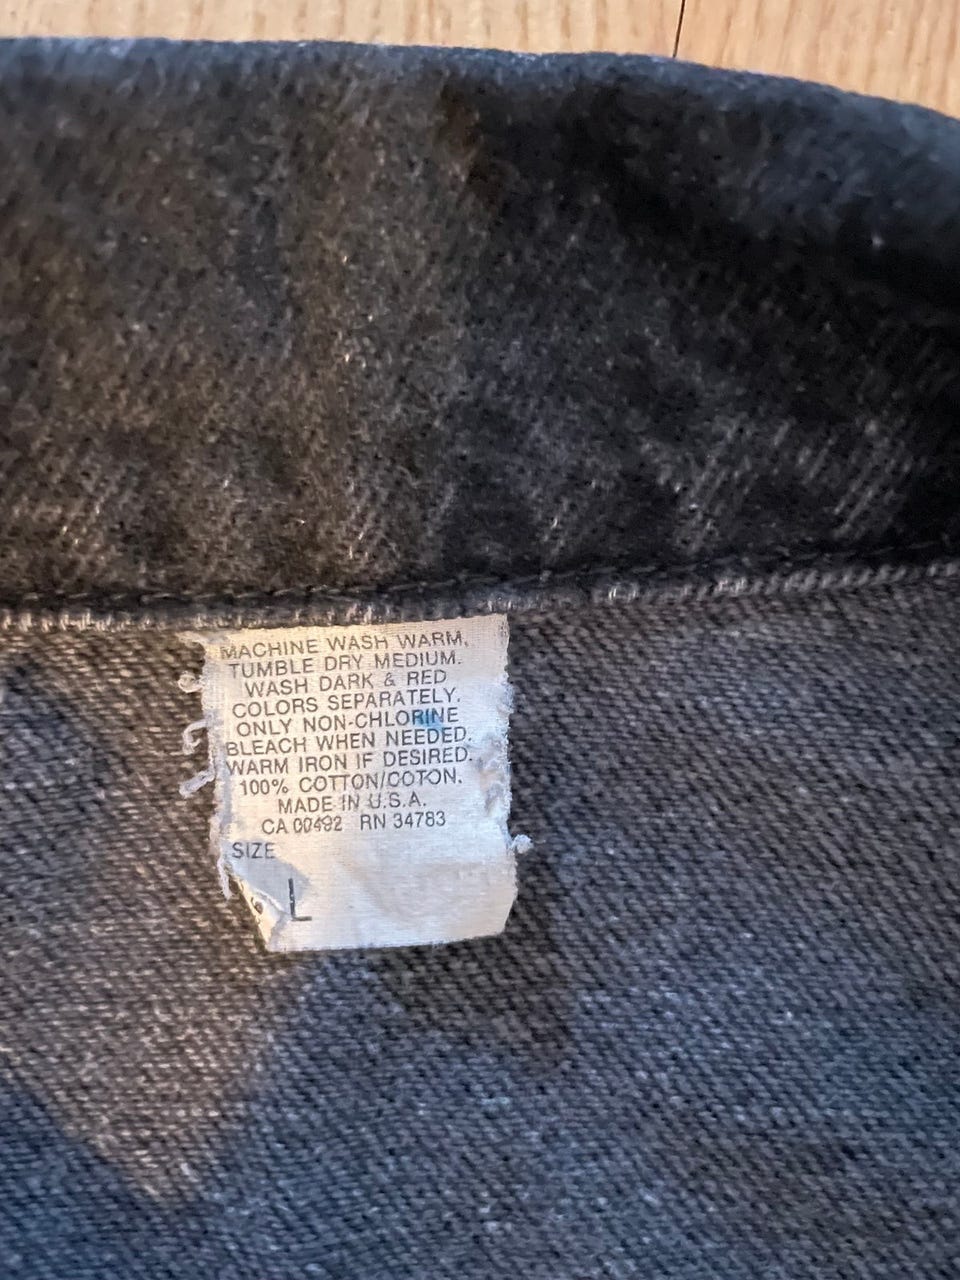 MACHINE WASH WARM,
TUMBLE DRY MEDIUM.
WASH DARK & RED
COLORS SEPARATELY.
ONLY NON-CHLORINE
BLEACH WHEN NEEDED.
WARM IRON IF DESIRED.
100% COTTON/COTON.
MADE IN U.S.A.
CA 00492 RN 34783
SIZE
L